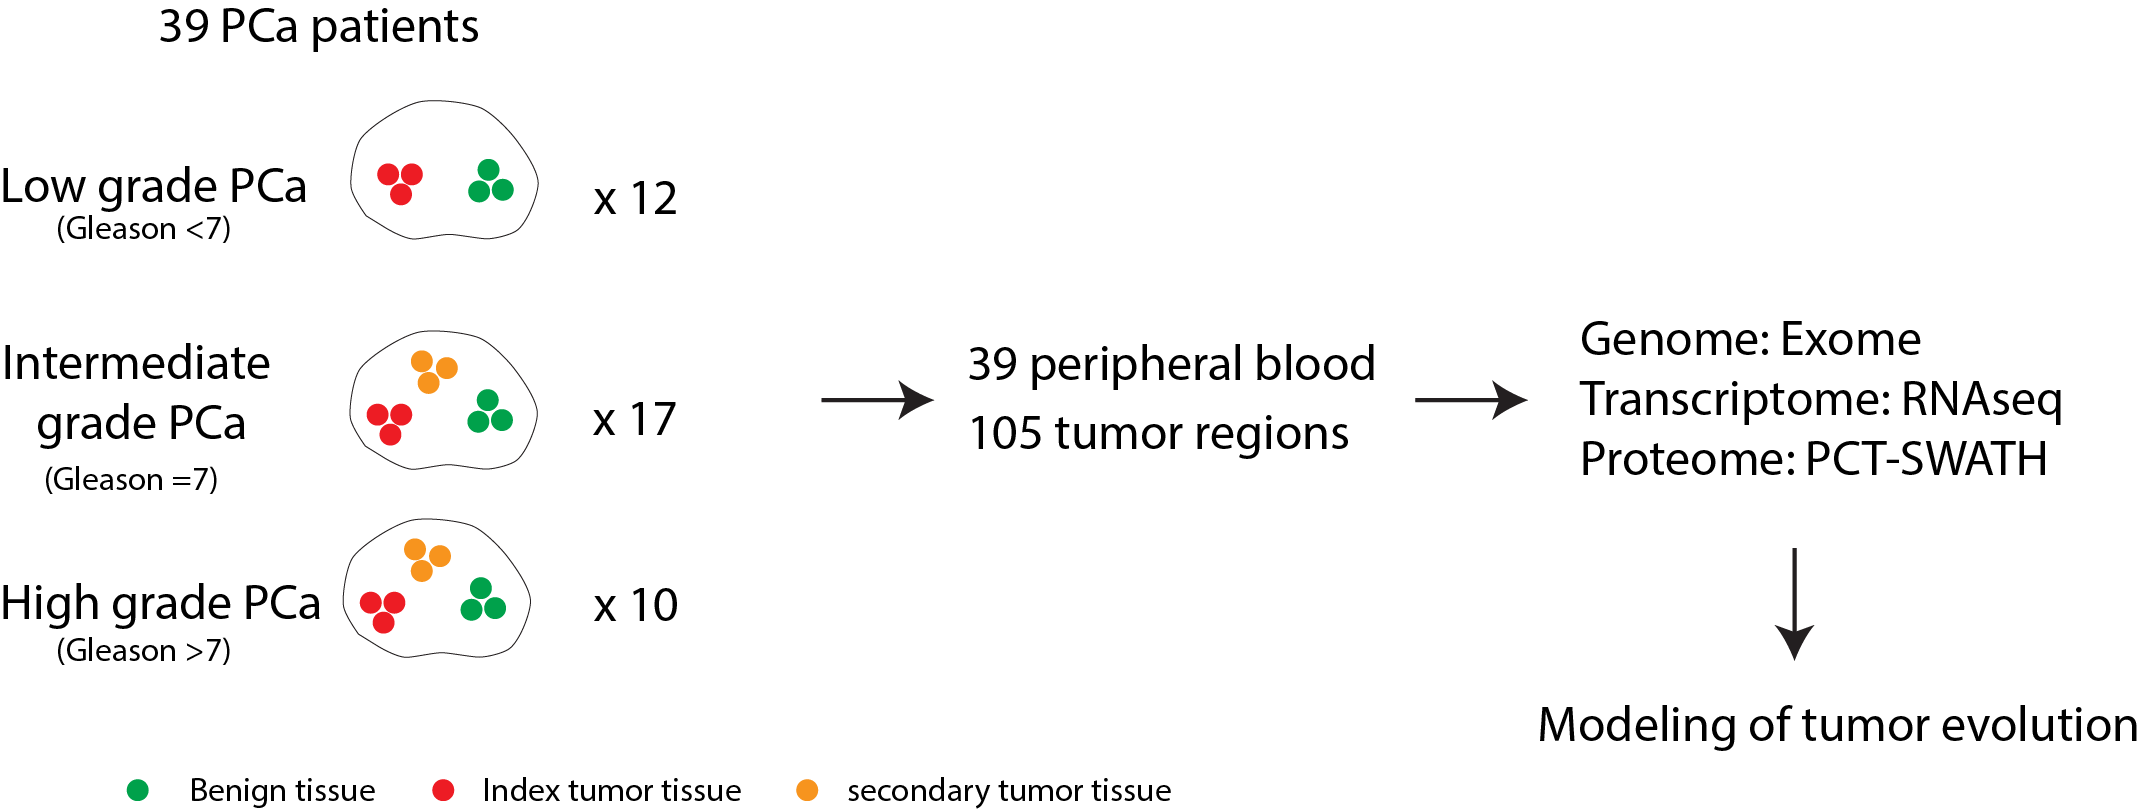 39 PCa patients
Low grade PCa
(Gleason <7)
x 12
Intermediate
grade PCa
(Gleason =7)
x 17
High grade PCa
(Gleason >7)
x 10
39 peripheral blood
105 tumor regions
Genome: Exome
Transcriptome: RNAseq
Proteome: PCT-SWATH
Modeling of tumor evolution
Benign tissue
Index tumor tissue
secondary tumor tissue